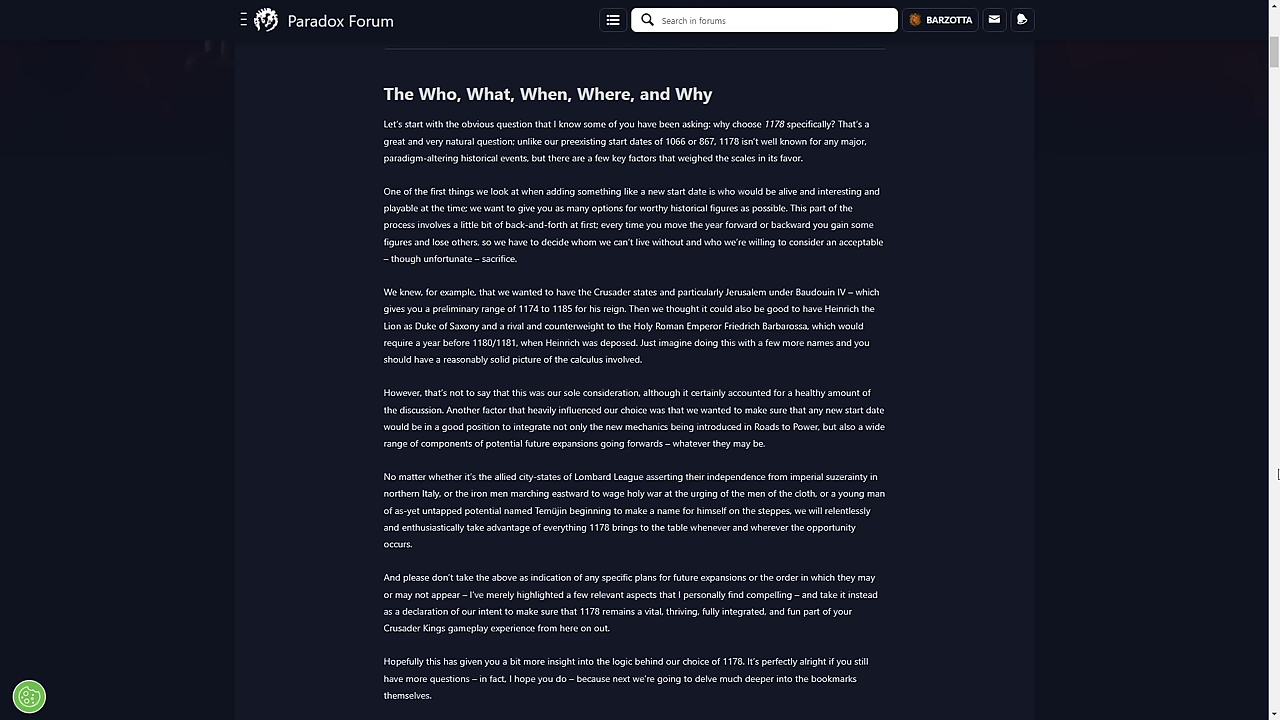 Paradox Forum
Search in forums
BARZOTTA
The Who, What, When, Where, and Why
Let's start with the obvious question that I know some of you have been asking: why choose 1178 specifically? That's a
great and very natural question; unlike our preexisting start dates of 1066 or 867, 1178 isn't well known for any major,
paradigm-altering historical events, but there are a few key factors that weighed the scales in its favor.
One of the first things we look at when adding something like a new start date is who would be alive and interesting and
playable at the time; we want to give you as many options for worthy historical figures as possible. This part of the
process involves a little bit of back-and-forth at first; every time you move the year forward or backward you gain some
figures and lose others, so we have to decide whom we can't live without and who we're willing to consider an acceptable
– though unfortunate – sacrifice.
We knew, for example, that we wanted to have the Crusader states and particularly Jerusalem under Baudouin IV – which
gives you a preliminary range of 1174 to 1185 for his reign. Then we thought it could also be good to have Heinrich the
Lion as Duke of Saxony and a rival and counterweight to the Holy Roman Emperor Friedrich Barbarossa, which would
require a year before 1180/1181, when Heinrich was deposed. Just imagine doing this with a few more names and you
should have a reasonably solid picture of the calculus involved.
However, that's not to say that this was our sole consideration, although it certainly accounted for a healthy amount of
the discussion. Another factor that heavily influenced our choice was that we wanted to make sure that any new start date
would be in a good position to integrate not only the new mechanics being introduced in Roads to Power, but also a wide
range of components of potential future expansions going forwards – whatever they may be.
No matter whether it's the allied city-states of Lombard League asserting their independence from imperial suzerainty in
northern Italy, or the iron men marching eastward to wage holy war at the urging of the men of the cloth, or a young man
of as-yet untapped potential named Temüjin beginning to make a name for himself on the steppes, we will relentlessly
and enthusiastically take advantage of everything 1178 brings to the table whenever and wherever the opportunity
occurs.
And please don't take the above as indication of any specific plans for future expansions or the order in which they may
or may not appear – I've merely highlighted a few relevant aspects that I personally find compelling – and take it instead
as a declaration of our intent to make sure that 1178 remains a vital, thriving, fully integrated, and fun part of your
Crusader Kings gameplay experience from here on out.
Hopefully this has given you a bit more insight into the logic behind our choice of 1178. It's perfectly alright if you still
have more questions – in fact, I hope you do – because next we're going to delve much deeper into the bookmarks
themselves.